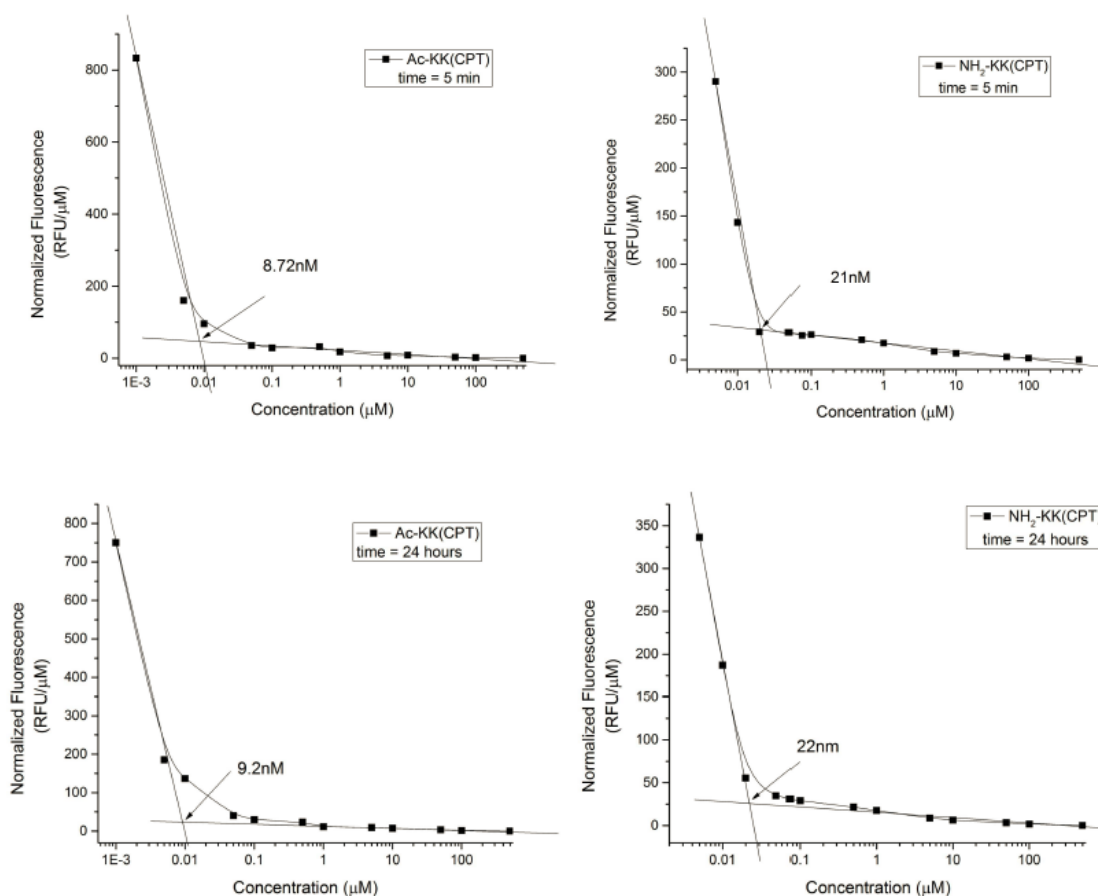 Ac-KK(CPT)
time = 5 min
800
600
400
200
0
Normalized Fluorescence
(RFU/μM)
8.72nM
1E-3 0.01 0.1 1 10 100
Concentration (μM)
NH₂-KK(CPT)
time = 5 min
300
250
200
150
100
50
0
Normalized Fluorescence
(RFU/μM)
21nM
0.01 0.1 1 10 100
Concentration (μM)
Ac-KK(CPT)
time = 24 hours
800
700
600
500
400
300
200
100
0
Normalized Fluorescence
(RFU/μM)
9.2nM
1E-3 0.01 0.1 1 10 100
Concentration (μM)
NH₂-KK(CPT)
time = 24 hours
350
300
250
200
150
100
50
0
Normalized Fluorescence
(RFU/μM)
22nm
0.01 0.1 1 10 100
Concentration (μM)